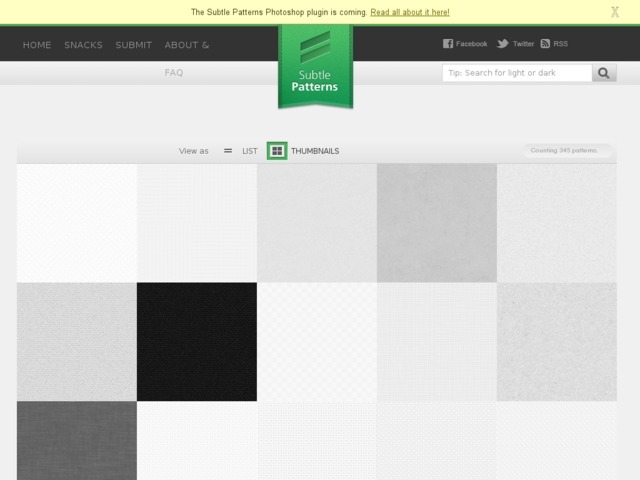 The Subtle Patterns Photoshop plugin is coming. Read all about it here!
X
HOME SNACKS SUBMIT ABOUT &
FAQ
Subtle
Patterns
Facebook Twitter RSS
Tip: Search for light or dark
View as LIST THUMBNAILS
Counting 345 patterns